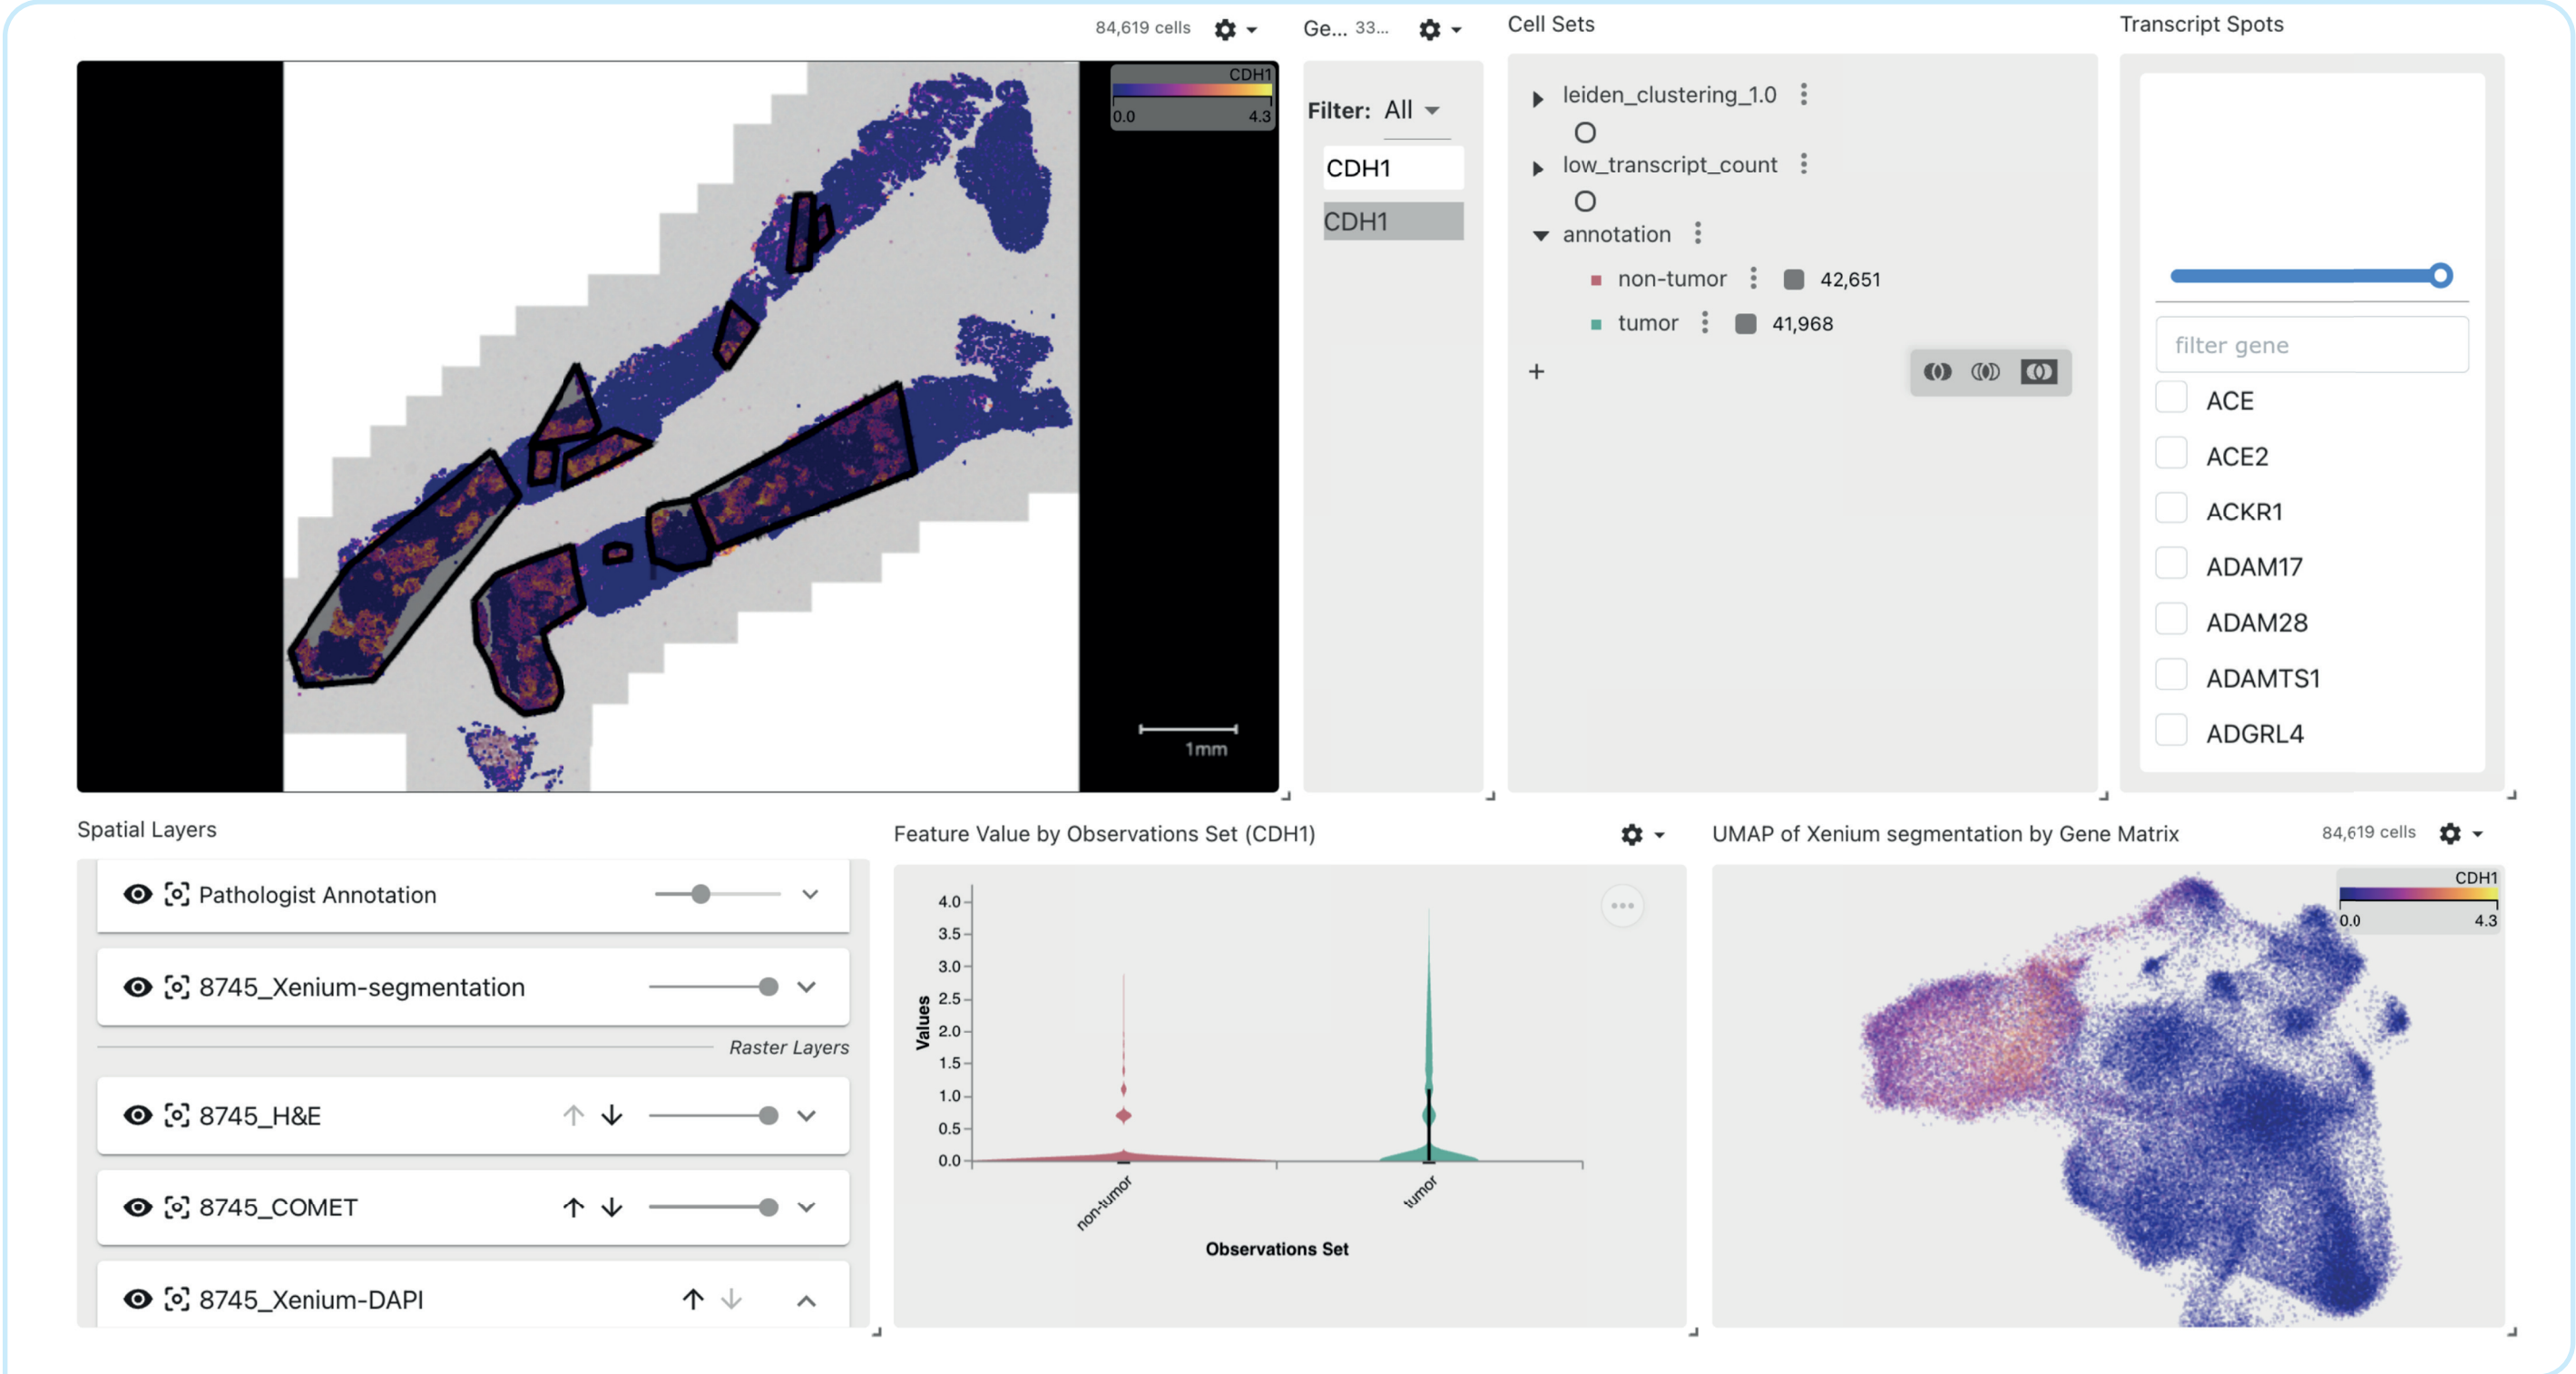 84,619 cells
CDH1
0.0 4.3
1mm
Ge... 33...
Filter: All
CDH1
CDH1
Cell Sets
leiden_clustering_1.0
low_transcript_count
annotation
non-tumor 42,651
tumor 41,968
+
Transcript Spots
filter gene
ACE
ACE2
ACKR1
ADAM17
ADAM28
ADAMTS1
ADGRL4
Spatial Layers
Pathologist Annotation
8745_Xenium-segmentation
Raster Layers
8745_H&E
8745_COMET
8745_Xenium-DAPI
Feature Value by Observations Set (CDH1)
4.0
3.5
3.0
2.5
2.0
1.5
1.0
0.5
0.0
Values
non-tumor
tumor
Observations Set
UMAP of Xenium segmentation by Gene Matrix
84,619 cells
CDH1
0.0 4.3